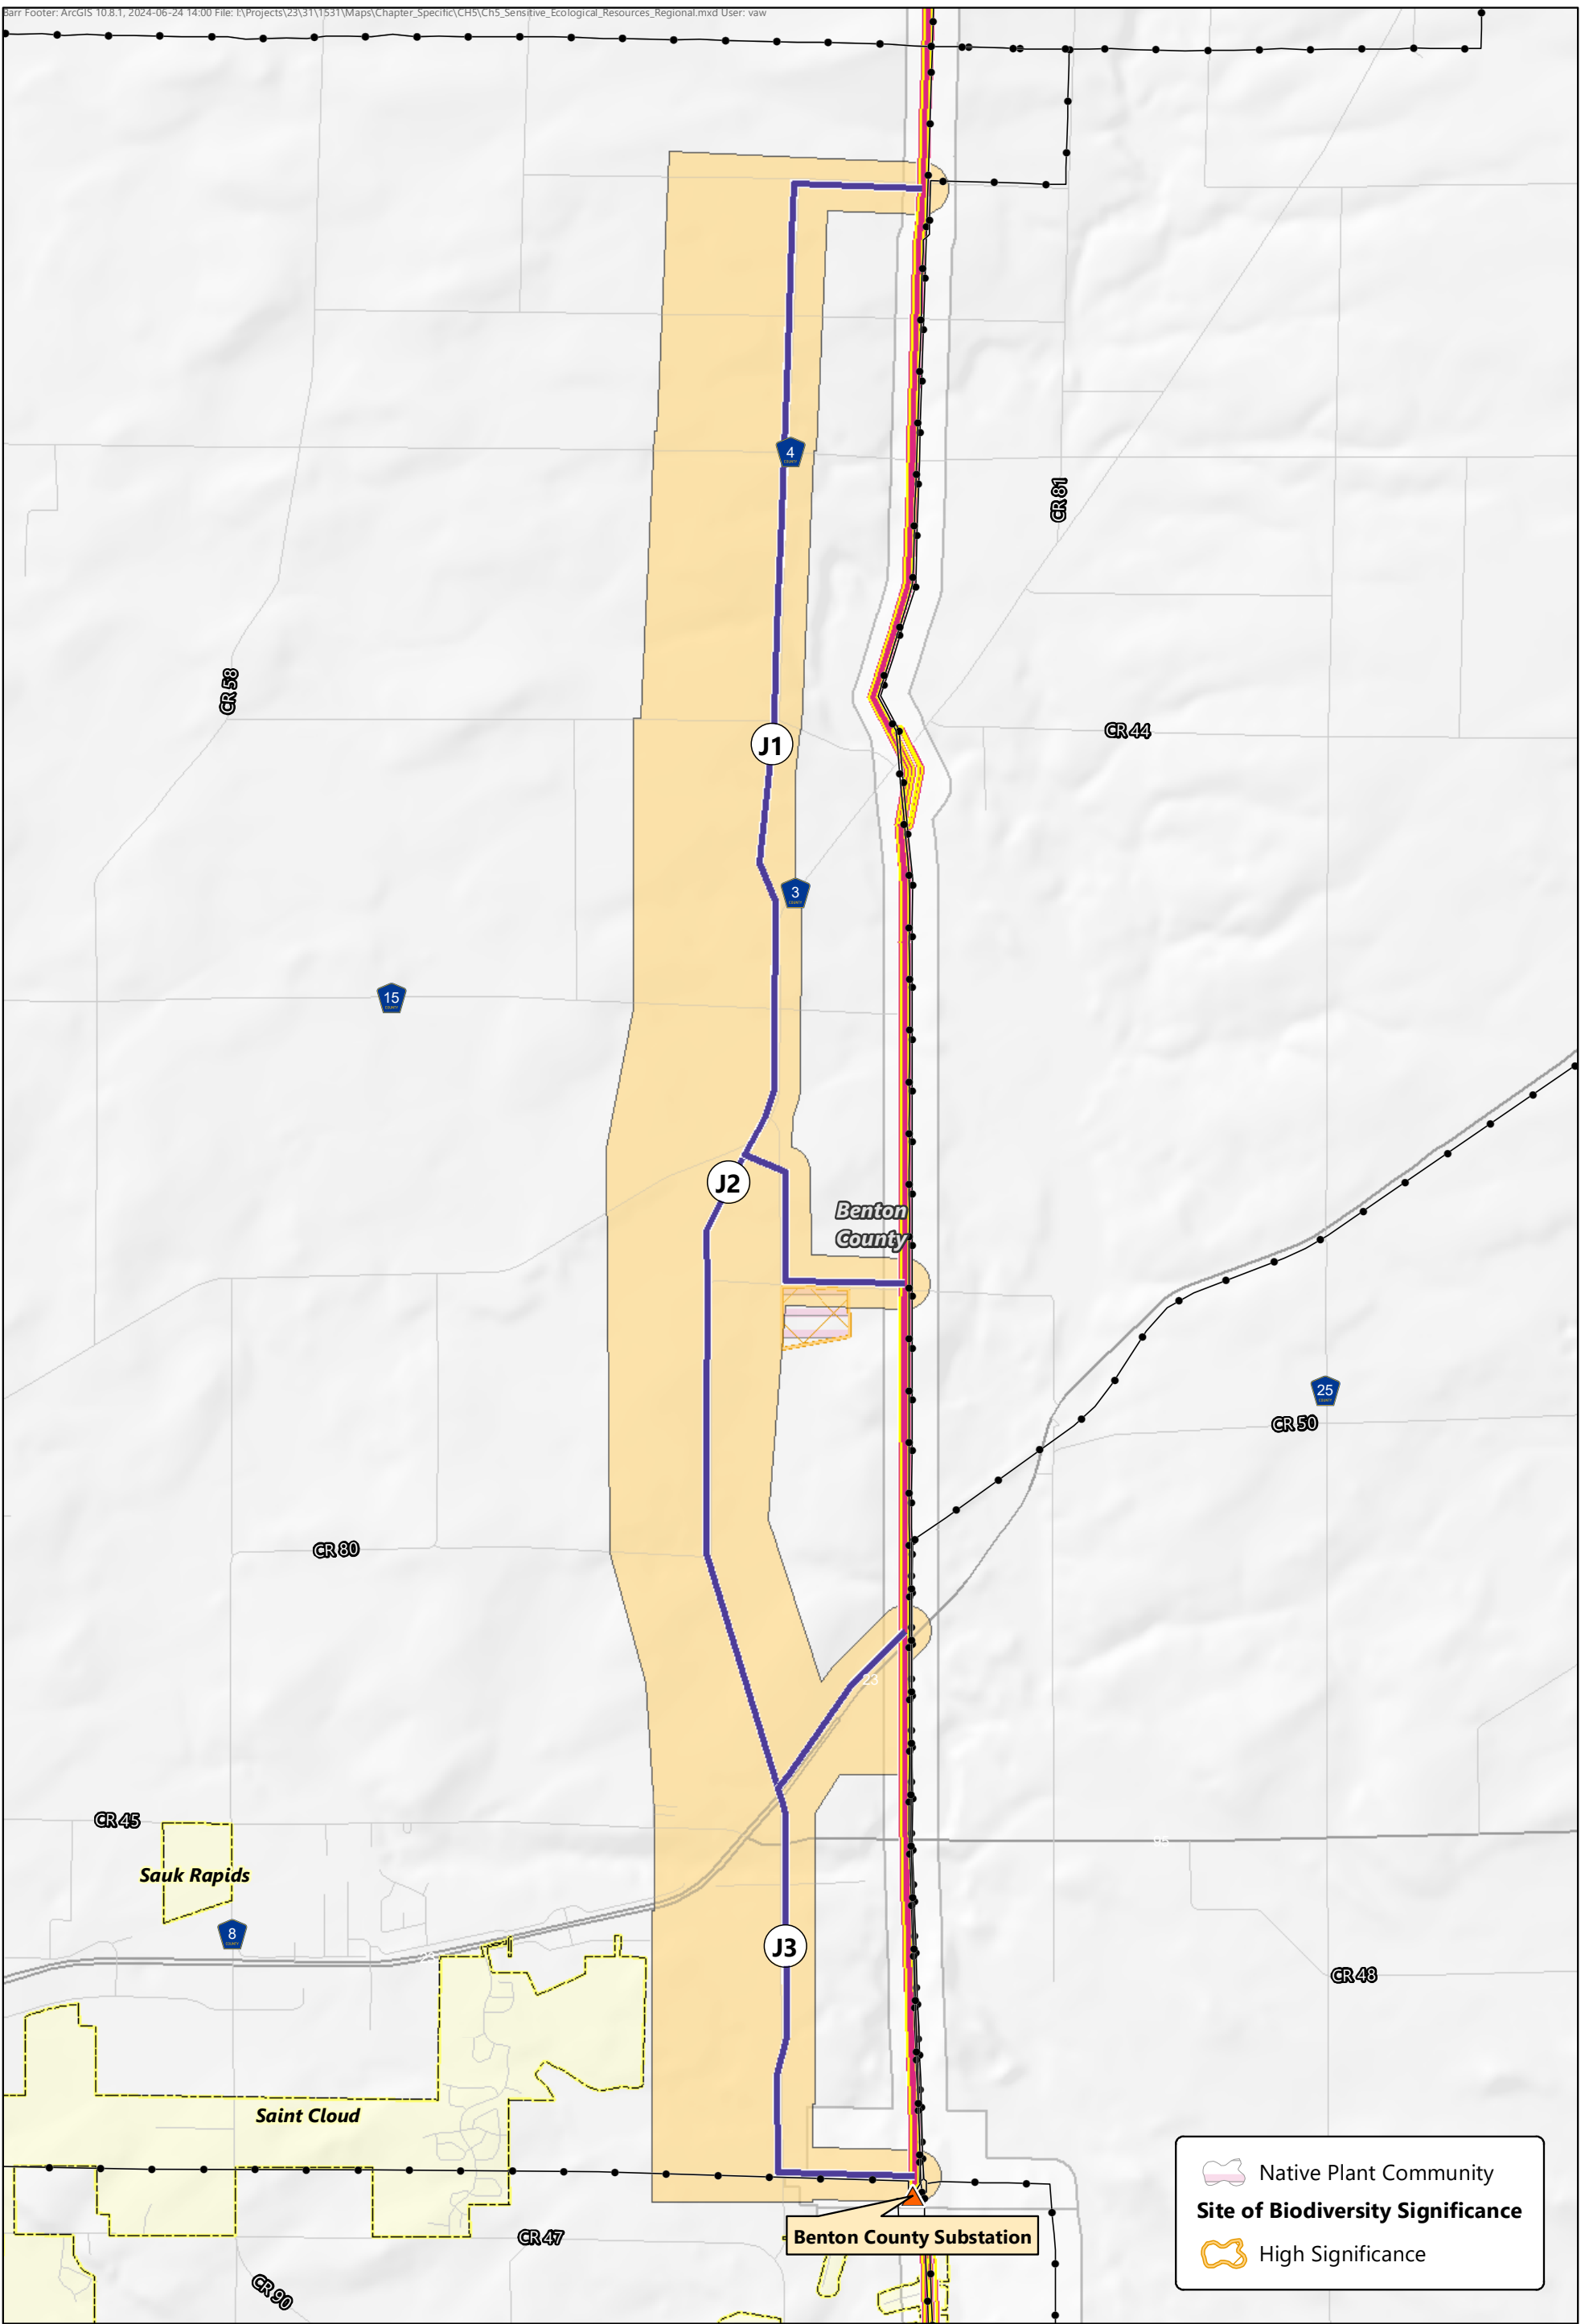 Barr Footer: ArcGIS 10.8.1, 2024-06-24 14:00 File: I:\Projects\23\31\1531\Maps\Chapter_Specific\CH5\Ch5_Sensitive_Ecological_Resources_Regional.mxd User: vaw
4
CR 81
CR 58
CR 44
J1
3
15
J2
Benton
County
25
CR 50
CR 80
23
CR 45
Sauk Rapids
8
J3
CR 48
Saint Cloud
Native Plant Community
Site of Biodiversity Significance
High Significance
Benton County Substation
CR 47
CR 90